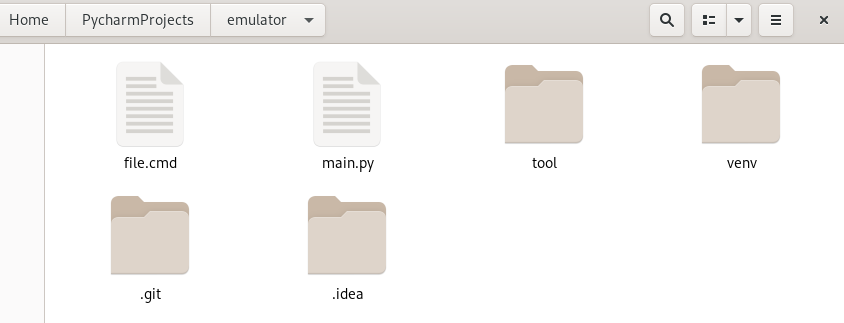 Home PycharmProjects emulator
file.cmd main.py tool venv
.git .idea